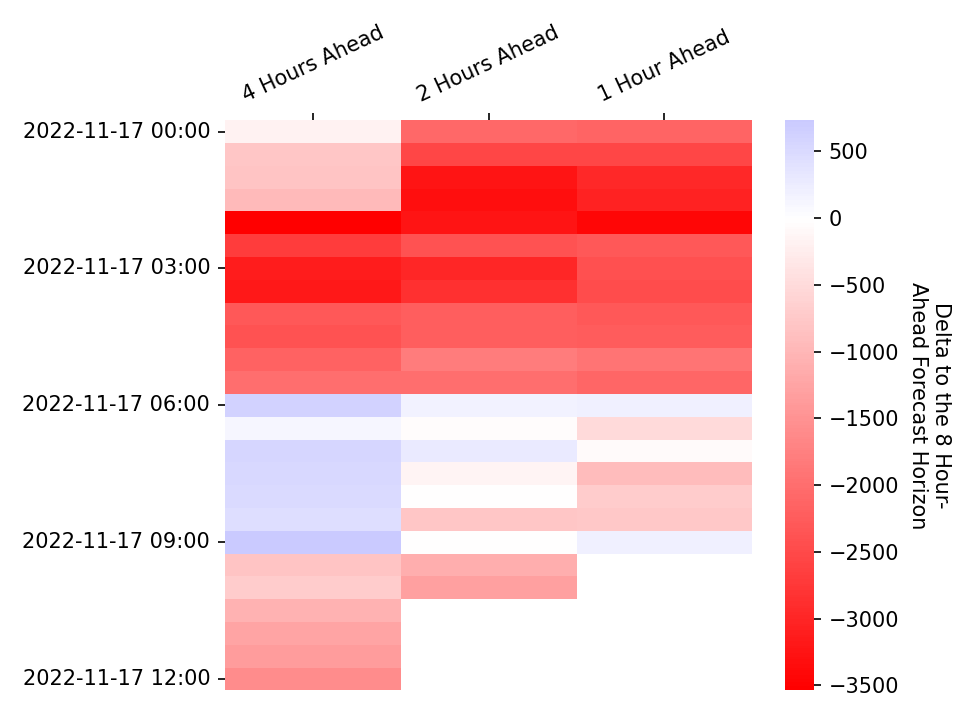 4 Hours Ahead
2 Hours Ahead
1 Hour Ahead
2022-11-17 00:00
2022-11-17 03:00
2022-11-17 06:00
2022-11-17 09:00
2022-11-17 12:00
500
0
−500
−1000
−1500
−2000
−2500
−3000
−3500
Delta to the 8 Hour-
Ahead Forecast Horizon